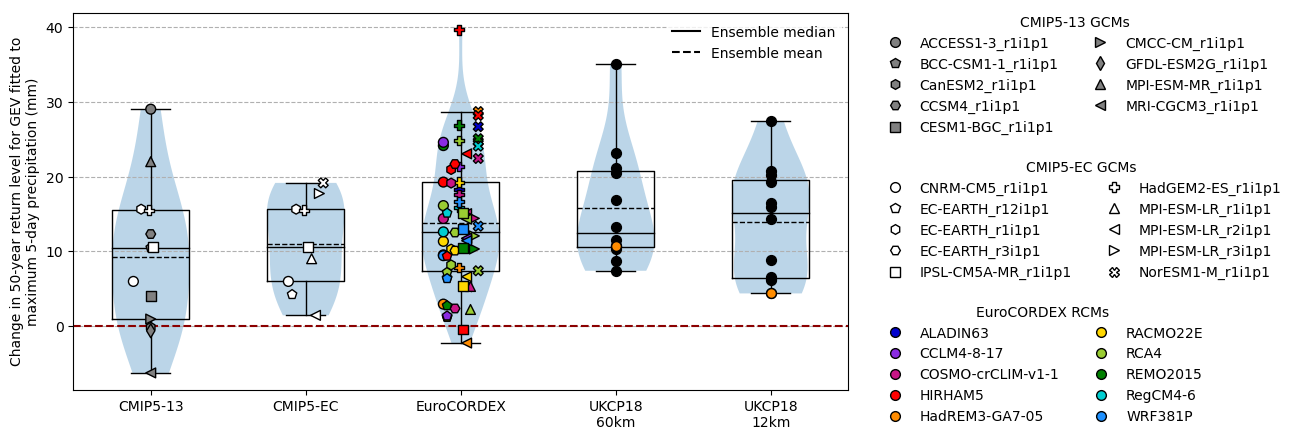 Change in 50-year return level for GEV fitted to
maximum 5-day precipitation (mm)
40
30
20
10
0
CMIP5-13
CMIP5-EC
EuroCORDEX
UKCP18
60km
UKCP18
12km
Ensemble median
Ensemble mean
CMIP5-13 GCMs
ACCESS1-3_r1i1p1
BCC-CSM1-1_r1i1p1
CanESM2_r1i1p1
CCSM4_r1i1p1
CESM1-BGC_r1i1p1
CMCC-CM_r1i1p1
GFDL-ESM2G_r1i1p1
MPI-ESM-MR_r1i1p1
MRI-CGCM3_r1i1p1
CMIP5-EC GCMs
CNRM-CM5_r1i1p1
EC-EARTH_r12i1p1
EC-EARTH_r1i1p1
EC-EARTH_r3i1p1
IPSL-CM5A-MR_r1i1p1
HadGEM2-ES_r1i1p1
MPI-ESM-LR_r1i1p1
MPI-ESM-LR_r2i1p1
MPI-ESM-LR_r3i1p1
NorESM1-M_r1i1p1
EuroCORDEX RCMs
ALADIN63
CCLM4-8-17
COSMO-crCLIM-v1-1
HIRHAM5
HadREM3-GA7-05
RACMO22E
RCA4
REMO2015
RegCM4-6
WRF381P